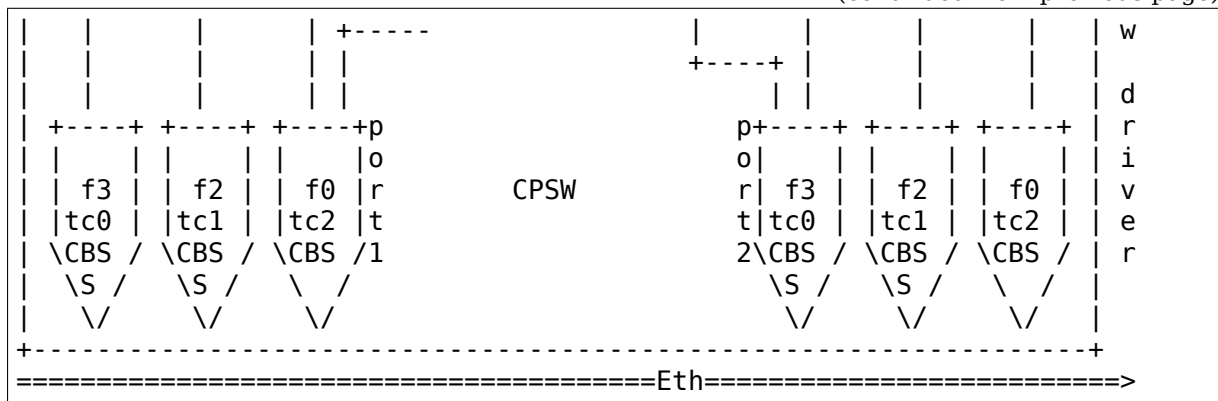 (continued from previous page)
|   |      |      | +-----                |      |      |      | | w
|   |      |      | |                    +----+ |      |      | |
|   |      |      | |                         | |      |      | | d
| +----+ +----+ +----+p                      p+----+ +----+ +----+ | r
| |    | |    | |    |o                      o|    | |    | |    | | i
| | f3 | | f2 | | f0 |r        CPSW          r| f3 | | f2 | | f0 | | v
| |tc0 | |tc1 | |tc2 |t                      t|tc0 | |tc1 | |tc2 | | e
| \CBS / \CBS / \CBS /1                      2\CBS / \CBS / \CBS / | r
|  \S /   \S /   \  /                          \S /   \S /   \  /  |
|   \/     \/     \/                            \/     \/     \/   |
+------------------------------------------------------------------+
========================================Eth==========================>